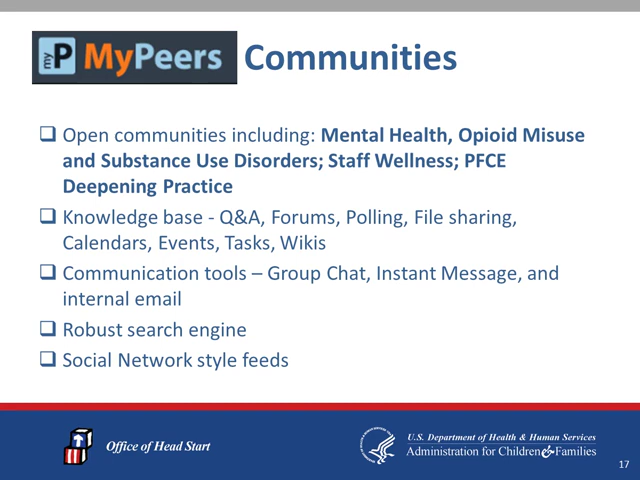 myP MyPeers Communities
❑ Open communities including: Mental Health, Opioid Misuse
and Substance Use Disorders; Staff Wellness; PFCE
Deepening Practice
❑ Knowledge base - Q&A, Forums, Polling, File sharing,
Calendars, Events, Tasks, Wikis
❑ Communication tools – Group Chat, Instant Message, and
internal email
❑ Robust search engine
❑ Social Network style feeds
Office of Head Start
U.S. Department of Health & Human Services
Administration for Children & Families
17